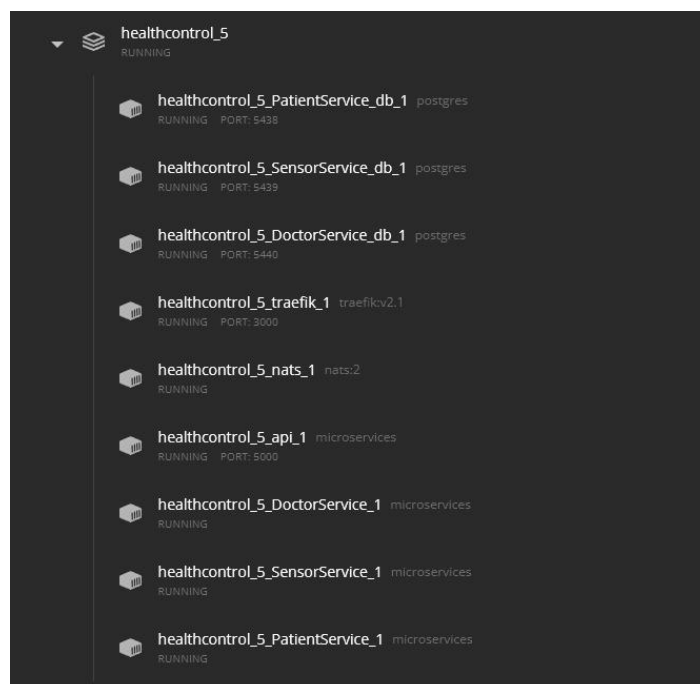 healthcontrol_5
RUNNING
healthcontrol_5_PatientService_db_1 postgres
RUNNING PORT: 5438
healthcontrol_5_SensorService_db_1 postgres
RUNNING PORT: 5439
healthcontrol_5_DoctorService_db_1 postgres
RUNNING PORT: 5440
healthcontrol_5_traefik_1 traefik:v2.1
RUNNING PORT: 3000
healthcontrol_5_nats_1 nats:2
RUNNING
healthcontrol_5_api_1 microservices
RUNNING PORT: 5000
healthcontrol_5_DoctorService_1 microservices
RUNNING
healthcontrol_5_SensorService_1 microservices
RUNNING
healthcontrol_5_PatientService_1 microservices
RUNNING